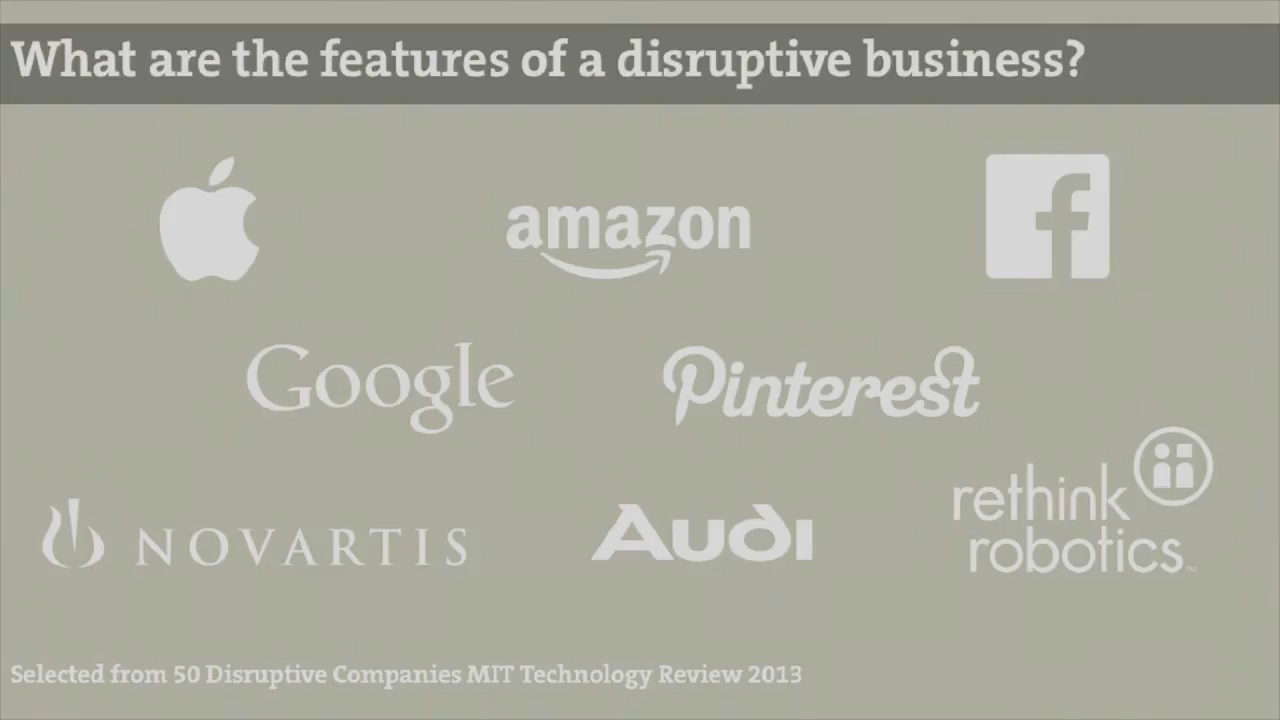 What are the features of a disruptive business?
amazon
f
Google
Pinterest
NOVARTIS
Audi
rethink
robotics™
Selected from 50 Disruptive Companies MIT Technology Review 2013